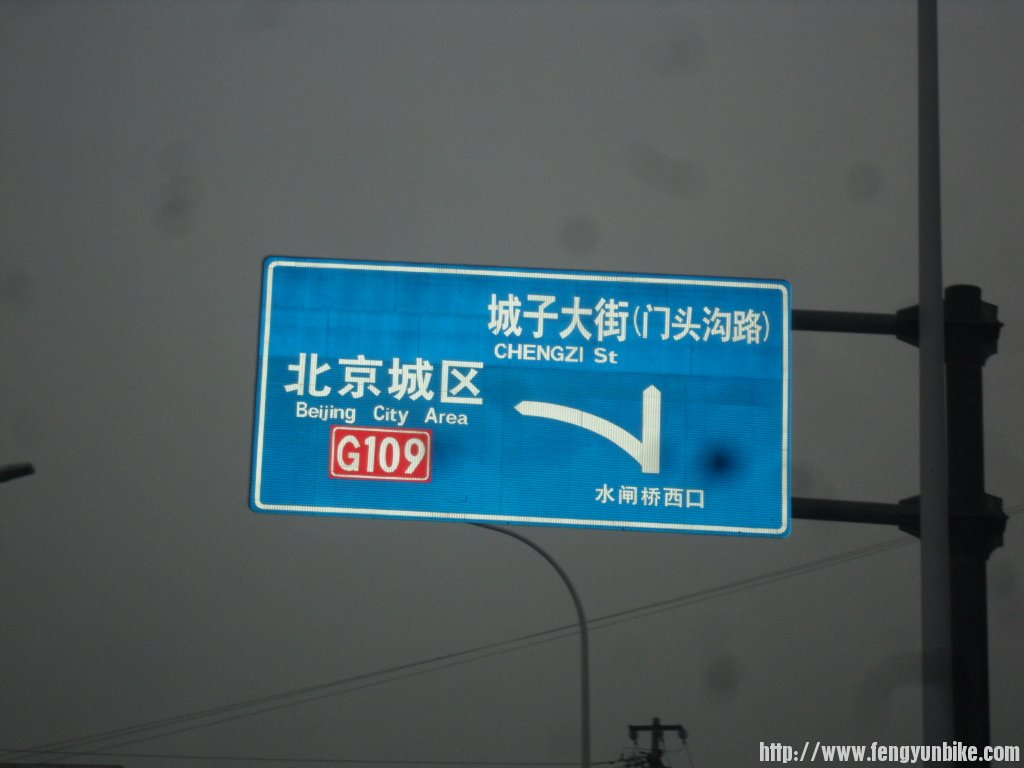 城子大街(门头沟路)
CHENGZI St
北京城区
Beijing City Area
G109
水闸桥西口
http://www.fengyunbike.com